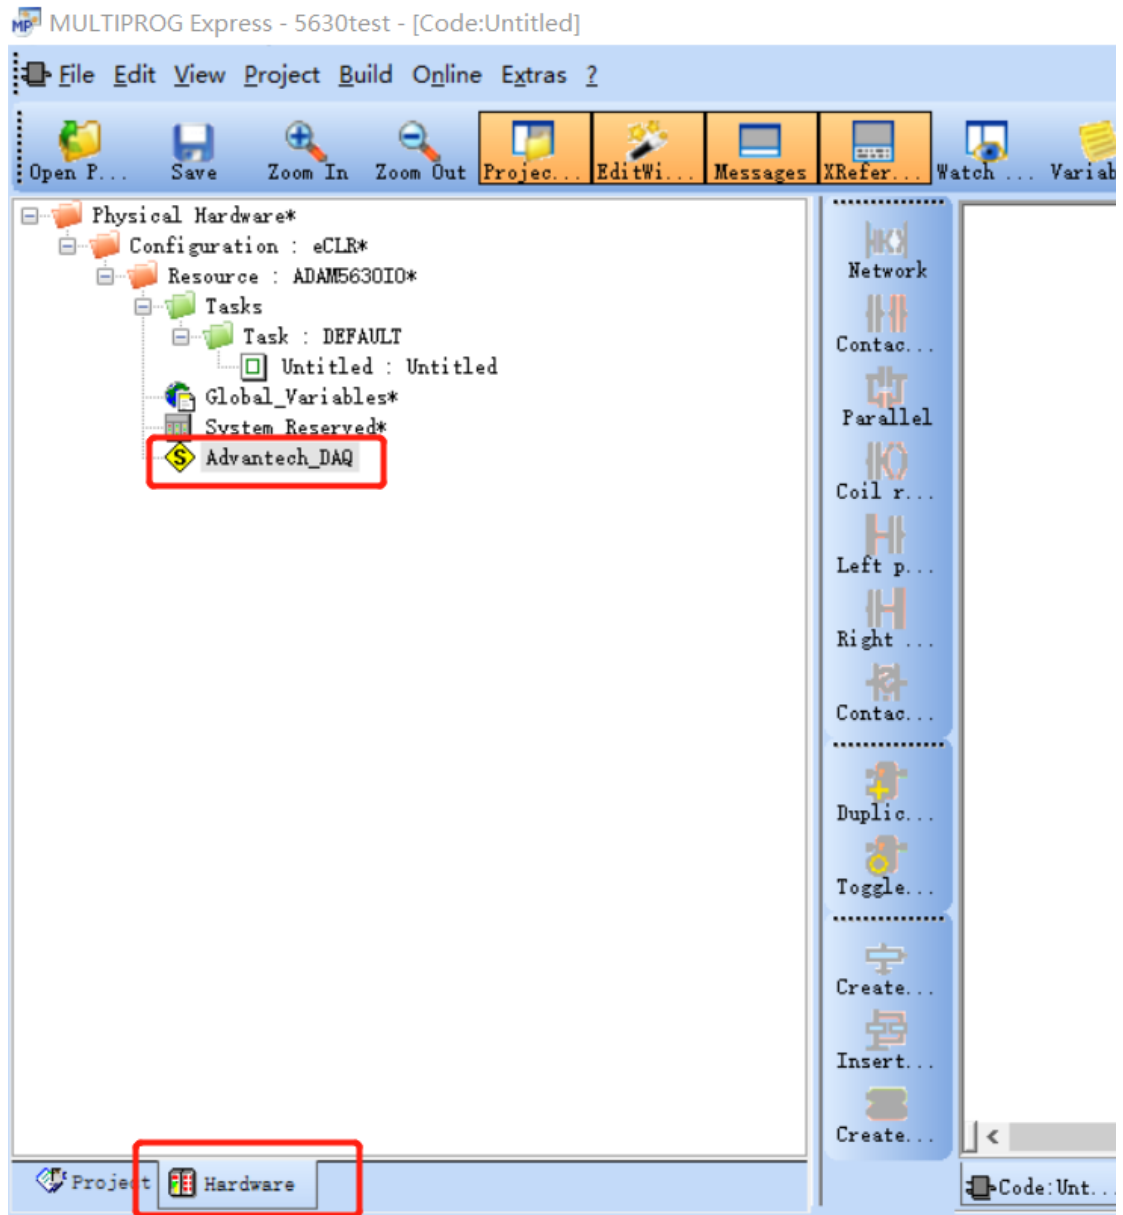 MULTIPROG Express - 5630test - [Code:Untitled]
File Edit View Project Build Online Extras ?
Open P... Save Zoom In Zoom Out Projec... EditWi... Messages XRefer... Watch ... Variab
Physical Hardware*
Configuration : eCLR*
Resource : ADAM5630IO*
Tasks
Task : DEFAULT
Untitled : Untitled
Global_Variables*
System Reserved*
Advantech_DAQ
Network
Contac...
Parallel
Coil r...
Left p...
Right ...
Contac...
Duplic...
Toggle...
Create...
Insert...
Create...
Project Hardware
Code:Unt...